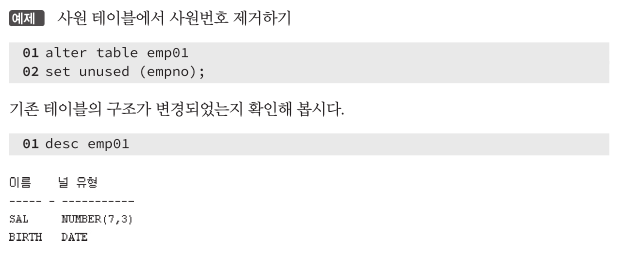 예제 사원 테이블에서 사원번호 제거하기
01 alter table emp01
02 set unused (empno);
기존 테이블의 구조가 변경되었는지 확인해 봅시다.
01 desc emp01
이름 널 유형
----- - -----------
SAL NUMBER(7,3)
BIRTH DATE